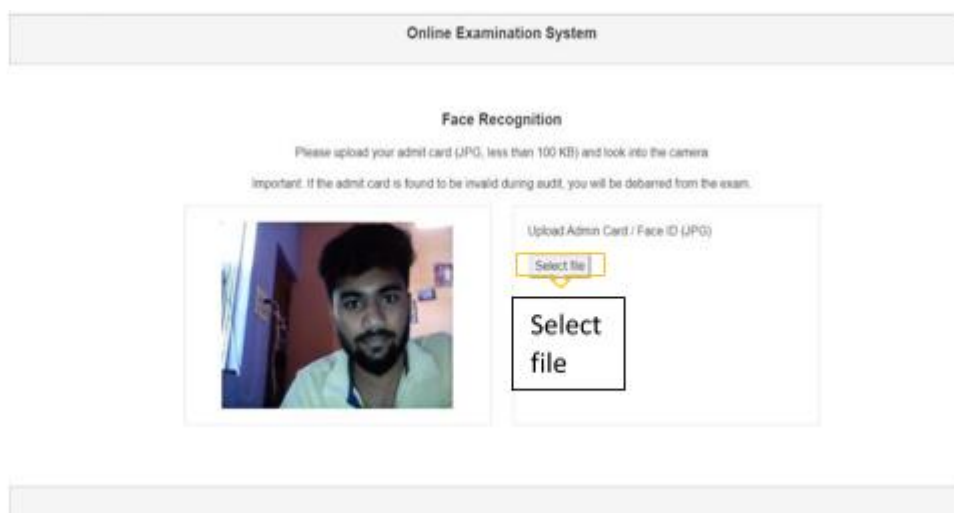 Online Examination System
Face Recognition
Please upload your admit card (JPG, less than 100 KB) and look into the camera
Important: If the admit card is found to be invalid during audit, you will be debarred from the exam.
Upload Admin Card / Face ID (JPG)
Select file
Select
file